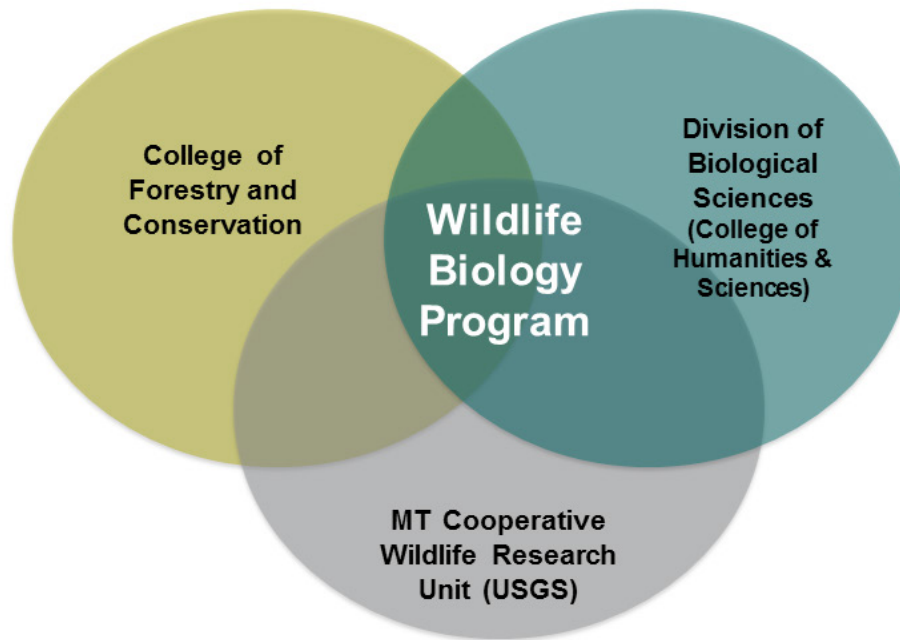 College of
Forestry and
Conservation
Division of
Biological
Sciences
(College of
Humanities &
Sciences)
Wildlife
Biology
Program
MT Cooperative
Wildlife Research
Unit (USGS)